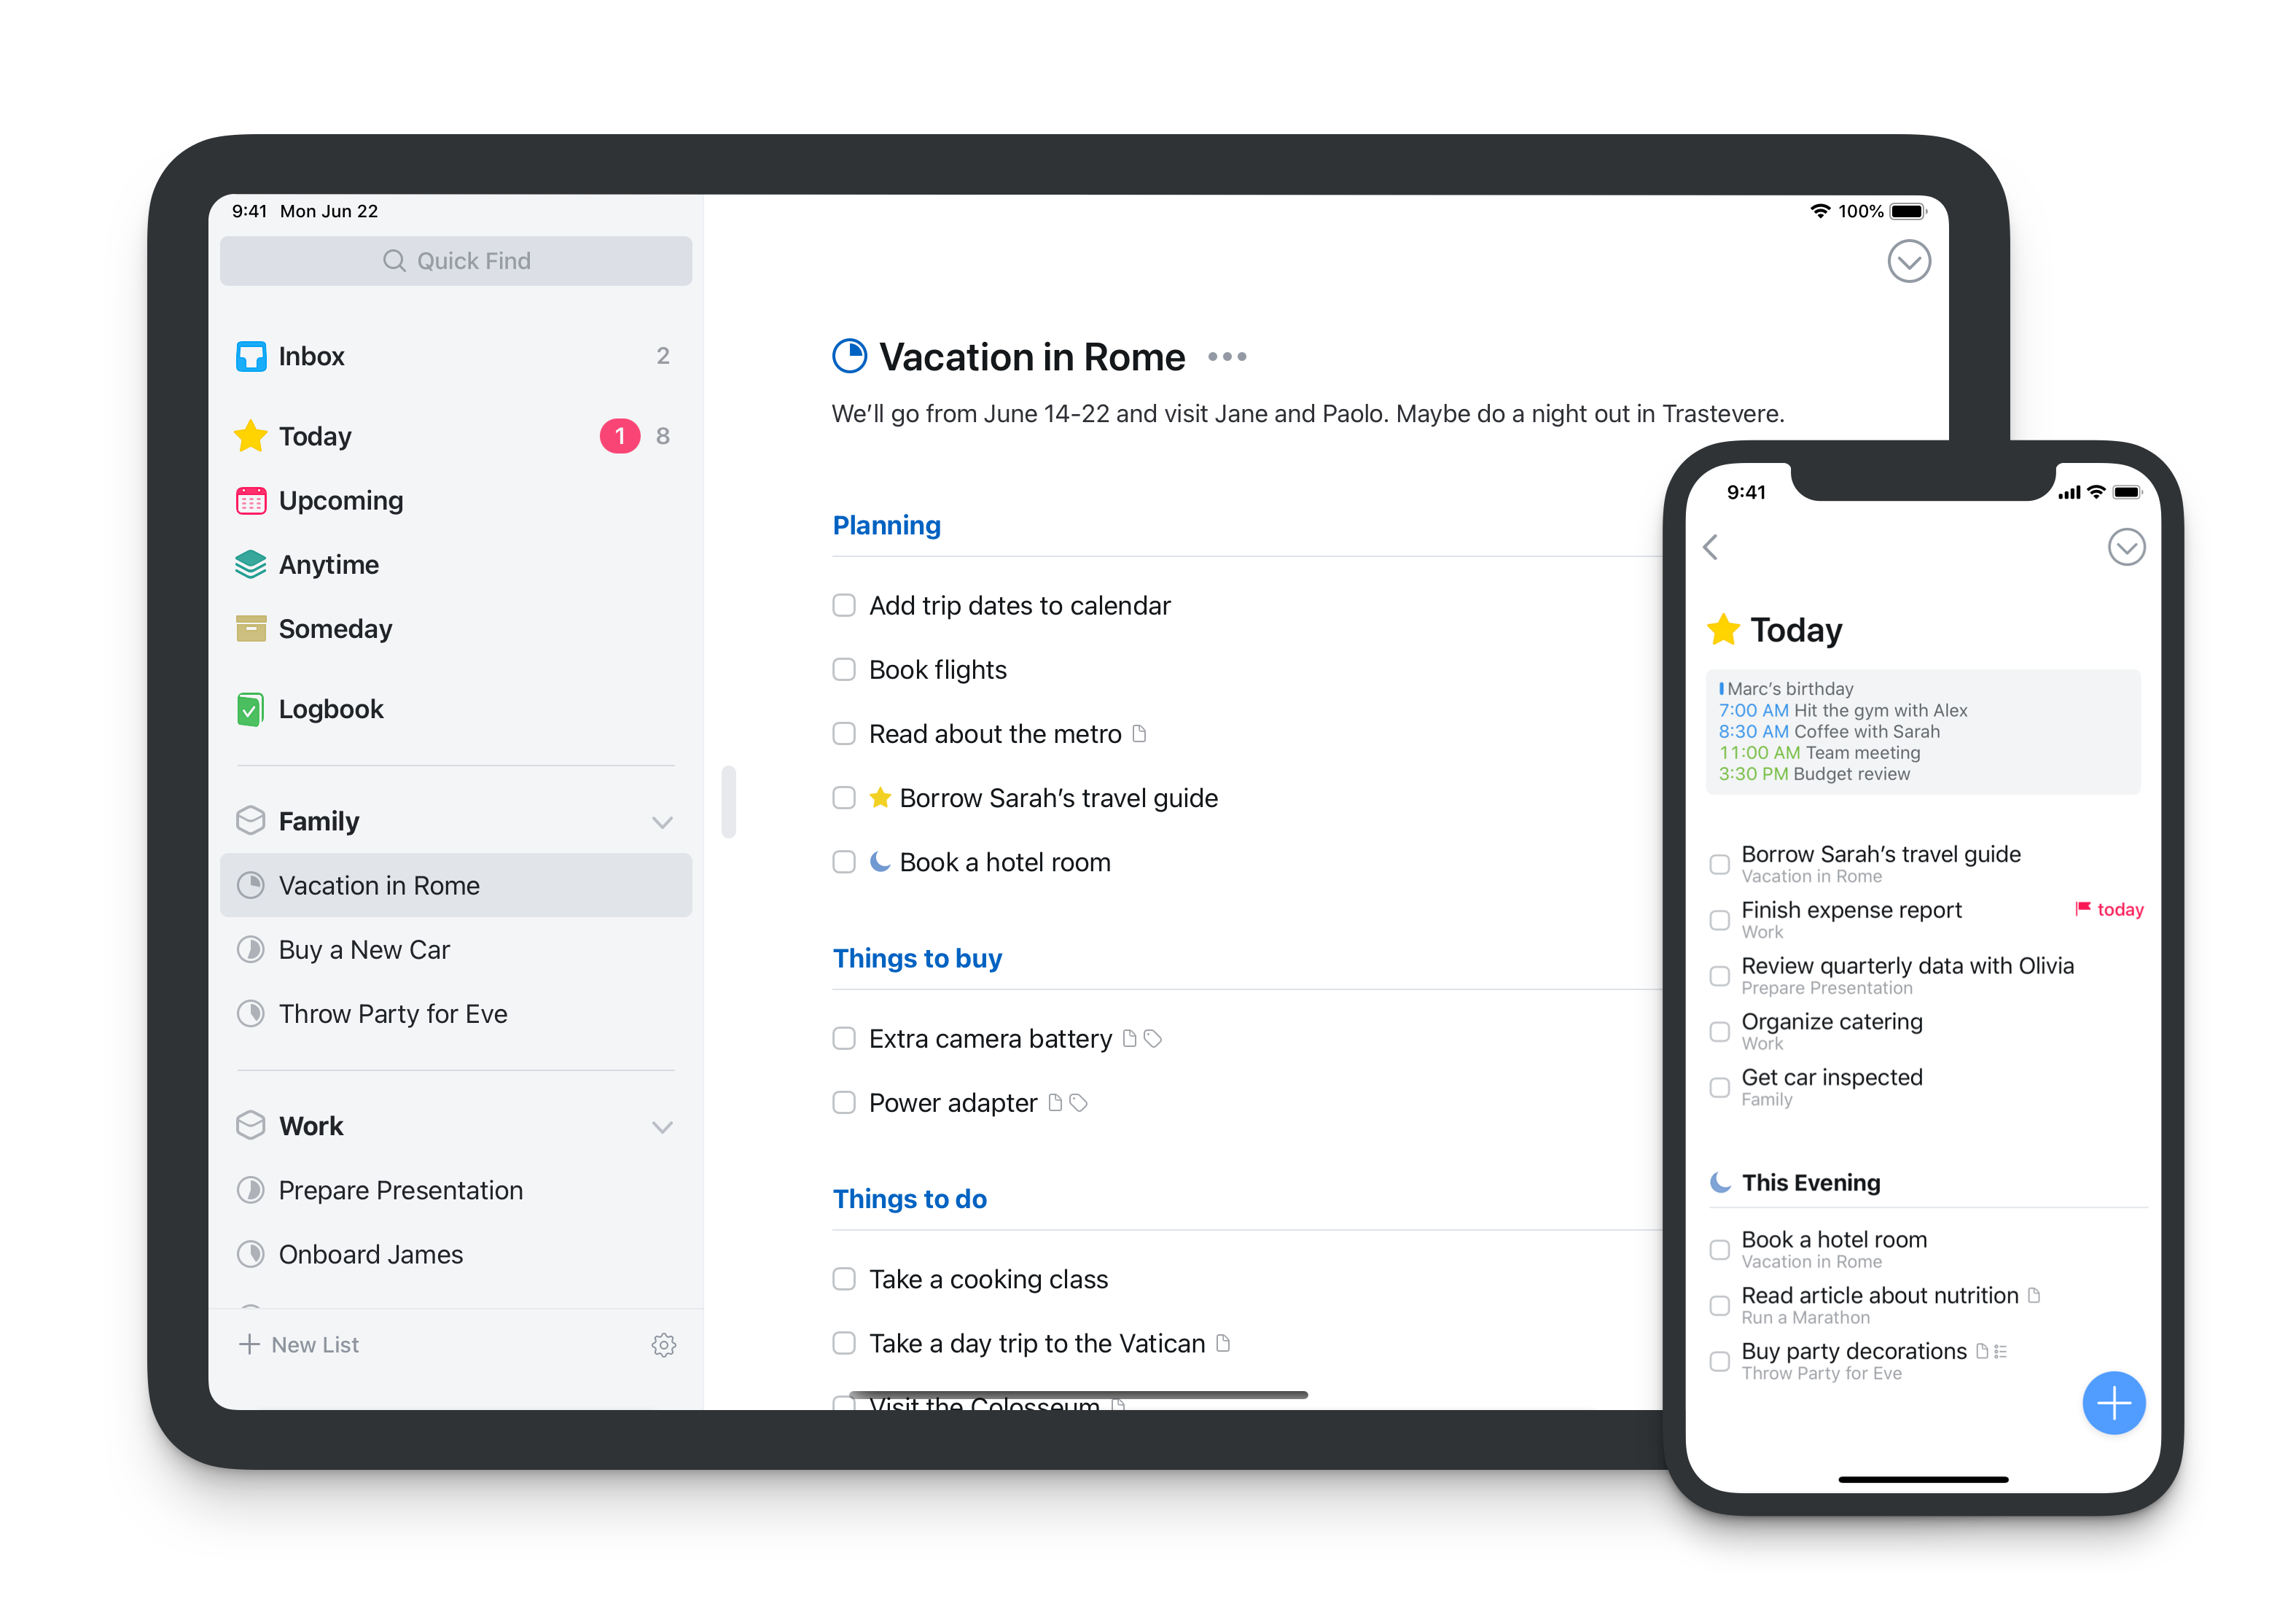 9:41 Mon Jun 22
100%
Quick Find
Inbox 2
Today 1 8
Upcoming
Anytime
Someday
Logbook
Family
Vacation in Rome
Buy a New Car
Throw Party for Eve
Work
Prepare Presentation
Onboard James
New List
Vacation in Rome
We’ll go from June 14-22 and visit Jane and Paolo. Maybe do a night out in Trastevere.
Planning
Add trip dates to calendar
Book flights
Read about the metro
Borrow Sarah’s travel guide
Book a hotel room
Things to buy
Extra camera battery
Power adapter
Things to do
Take a cooking class
Take a day trip to the Vatican
Visit the Colosseum
9:41
Today
Marc’s birthday
7:00 AM Hit the gym with Alex
8:30 AM Coffee with Sarah
11:00 AM Team meeting
3:30 PM Budget review
Borrow Sarah’s travel guide
Vacation in Rome
Finish expense report today
Work
Review quarterly data with Olivia
Prepare Presentation
Organize catering
Work
Get car inspected
Family
This Evening
Book a hotel room
Vacation in Rome
Read article about nutrition
Run a Marathon
Buy party decorations
Throw Party for Eve